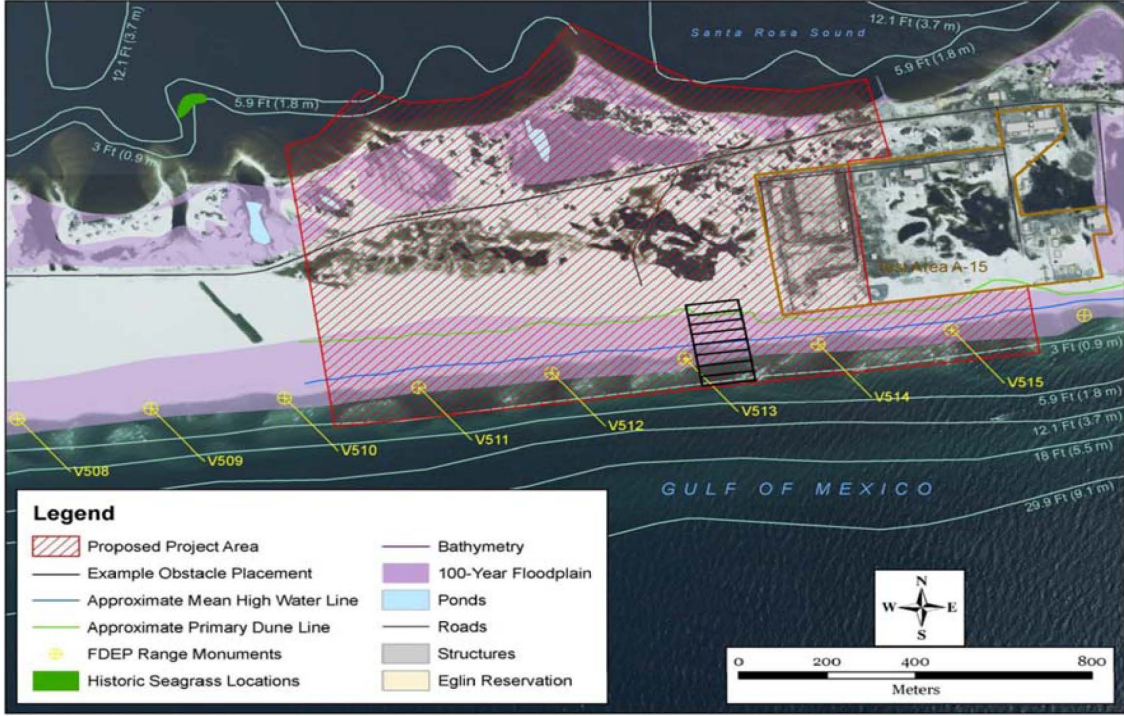 12.1 Ft (3.7 m)
Santa Rosa Sound
12.1 Ft (3.7 m)
5.9 Ft (1.8 m)
5.9 Ft (1.8 m)
3 Ft (0.9 m)
Area A-15
3 Ft (0.9 m)
V515
V514
V513
V512
V511
V510
V509
V508
5.9 Ft (1.8 m)
12.1 Ft (3.7 m)
18 Ft (5.5 m)
29.9 Ft (9.1 m)
GULF OF MEXICO
Legend
Proposed Project Area
Example Obstacle Placement
Approximate Mean High Water Line
Approximate Primary Dune Line
FDEP Range Monuments
Historic Seagrass Locations
Bathymetry
100-Year Floodplain
Ponds
Roads
Structures
Eglin Reservation
N
W E
S
0 200 400 800
Meters